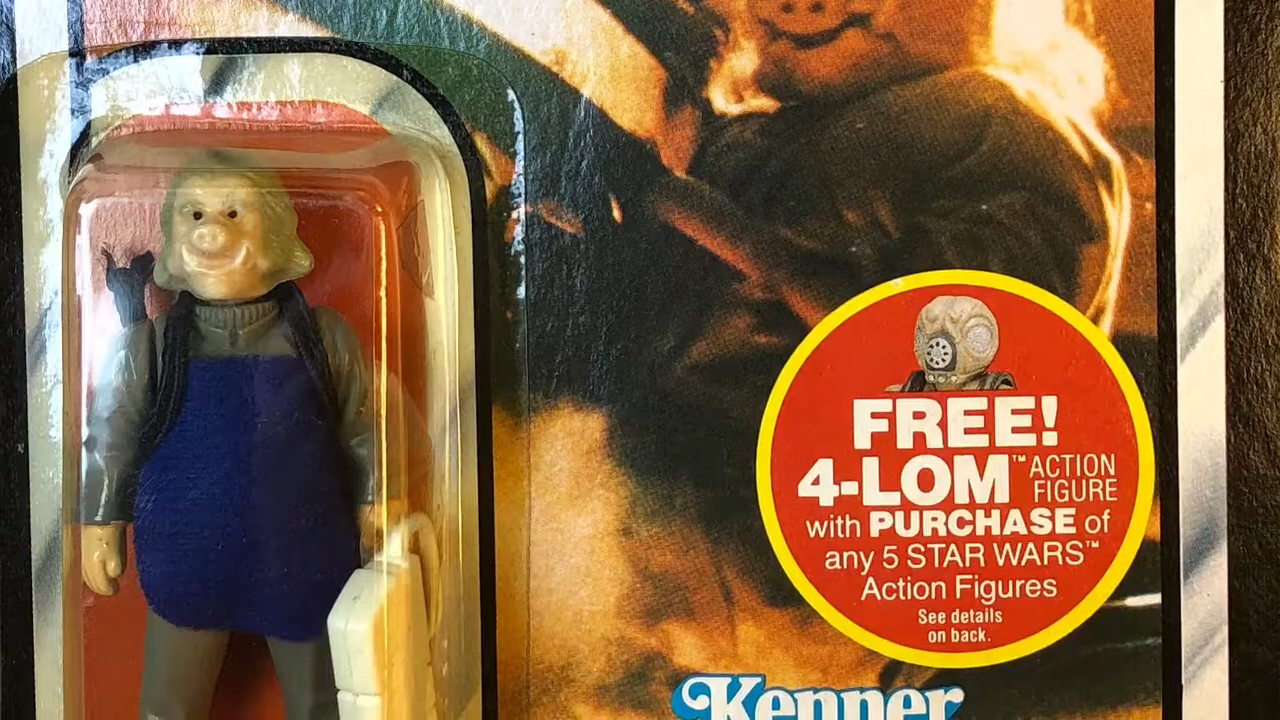 FREE!
4-LOM™ ACTION
FIGURE
with PURCHASE of
any 5 STAR WARS™
Action Figures
See details
on back.
Kenner